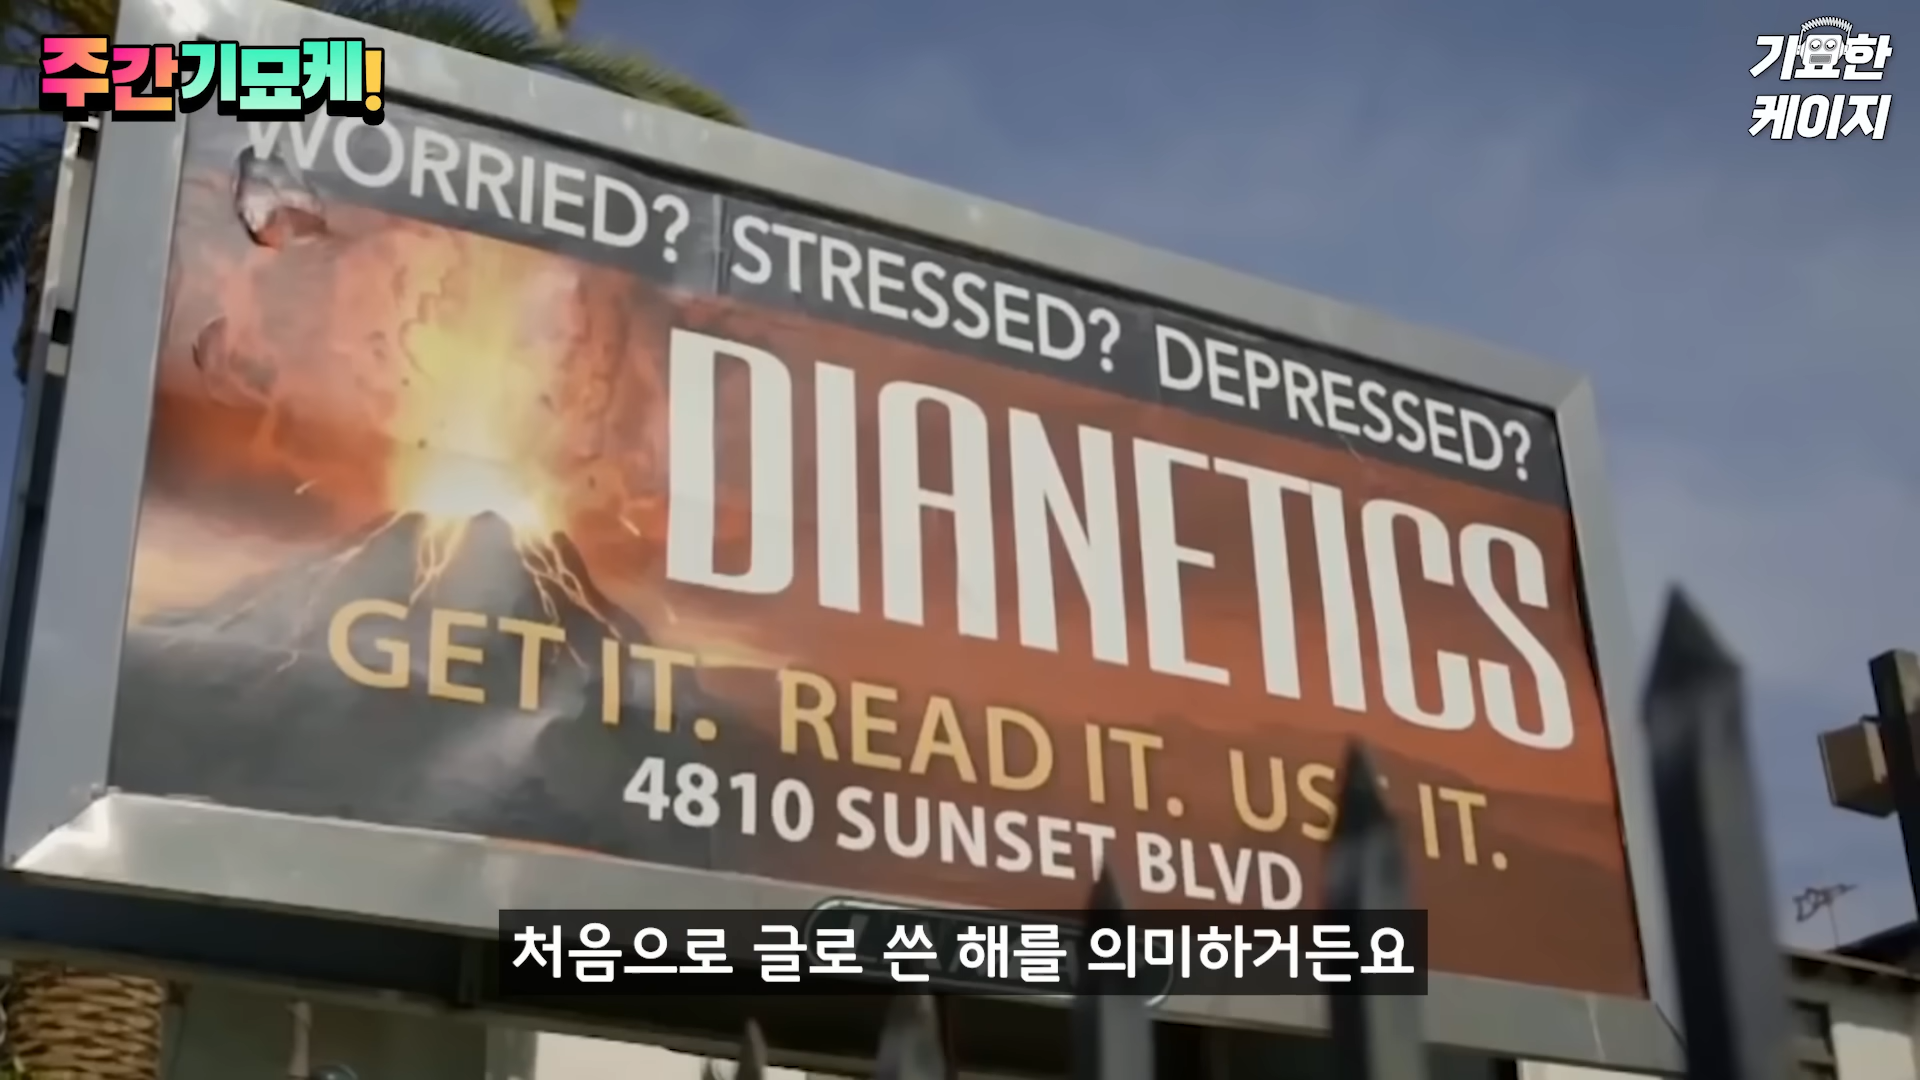 주간기묘케!
기묘한
케이지
WORRIED? STRESSED? DEPRESSED?
DIANETICS
GET IT. READ IT. USE IT.
4810 SUNSET BLVD
처음으로 글로 쓴 해를 의미하거든요